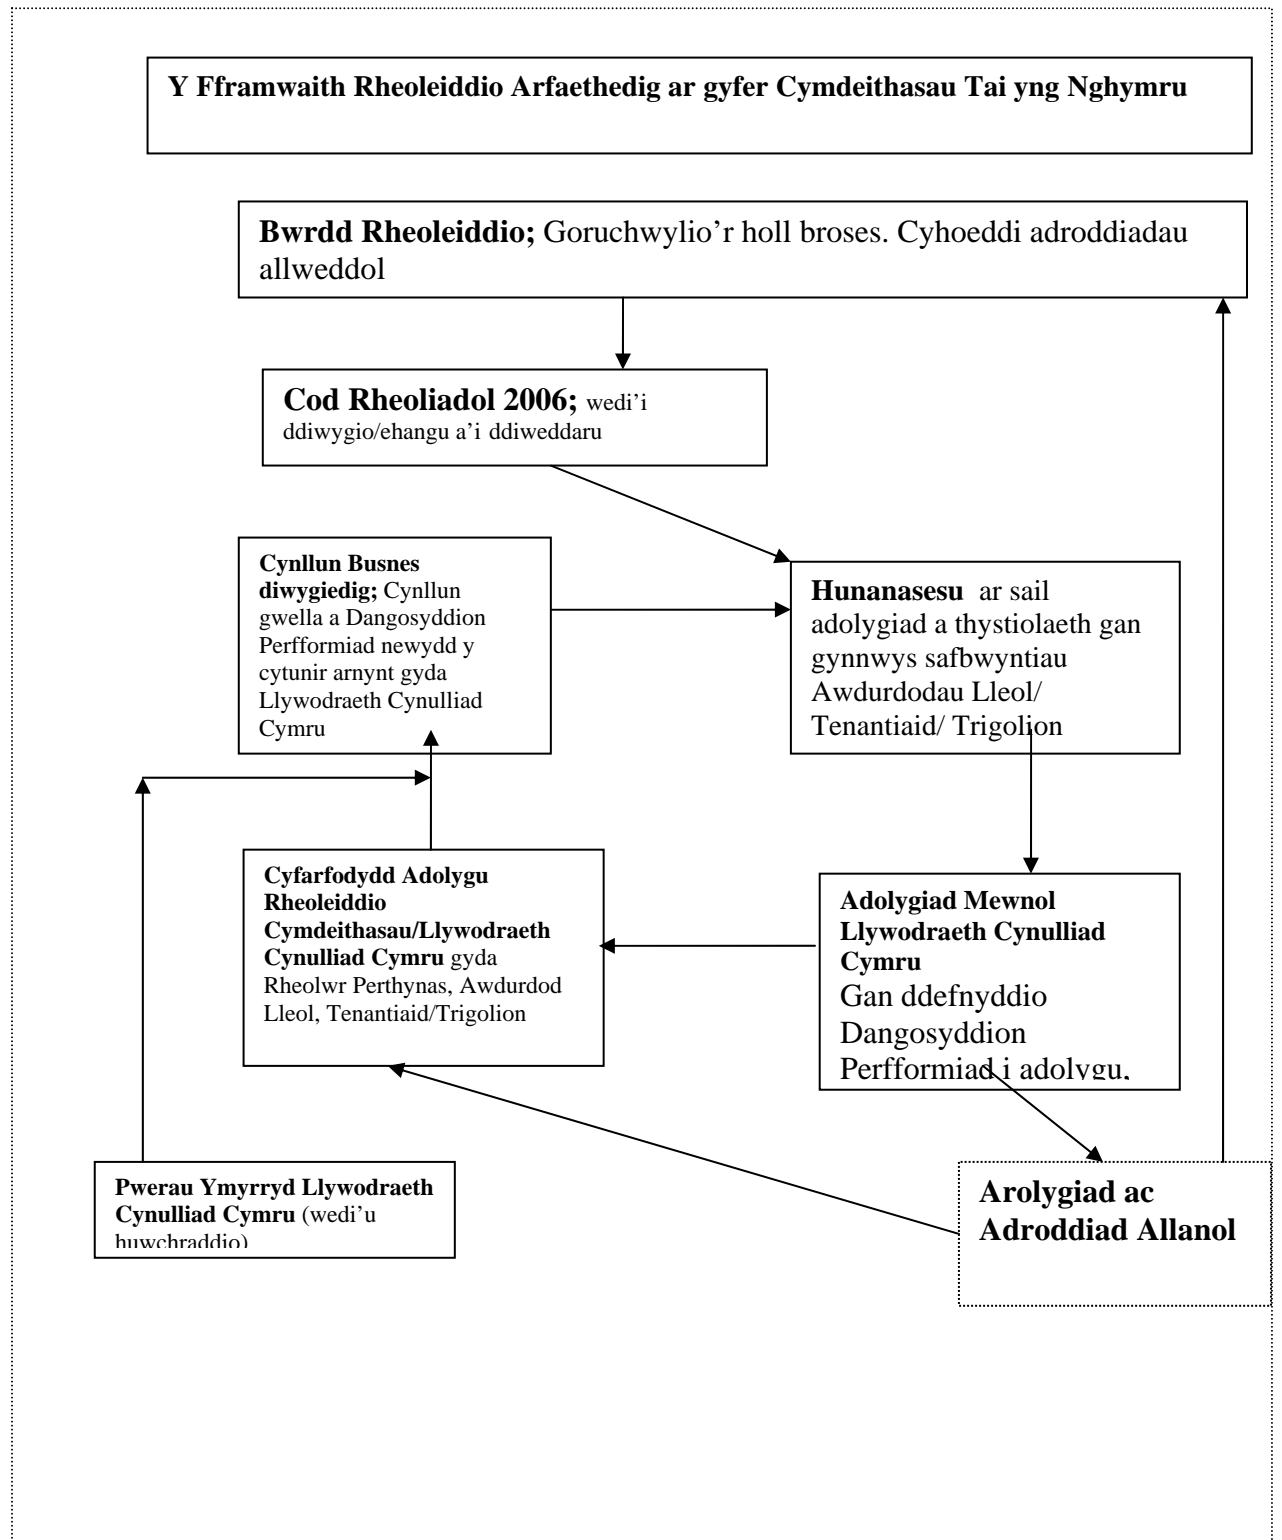 Y Fframwaith Rheoleiddio Arfaethedig ar gyfer Cymdeithasau Tai yng Nghymru
Bwrdd Rheoleiddio; Goruchwylio’r holl broses. Cyhoeddi adroddiadau
allweddol
Cod Rheoliadol 2006; wedi’i
ddiwygio/ehangu a’i ddiweddaru
Cynllun Busnes
diwygiedig; Cynllun
gwella a Dangosyddion
Perfformiad newydd y
cytunir arnynt gyda
Llywodraeth Cynulliad
Cymru
Hunanasesu ar sail
adolygiad a thystiolaeth gan
gynnwys safbwyntiau
Awdurdodau Lleol/
Tenantiaid/ Trigolion
Cyfarfodydd Adolygu
Rheoleiddio
Cymdeithasau/Llywodraeth
Cynulliad Cymru gyda
Rheolwr Perthynas, Awdurdod
Lleol, Tenantiaid/Trigolion
Adolygiad Mewnol
Llywodraeth Cynulliad
Cymru
Gan ddefnyddio
Dangosyddion
Perfformiad i adolygu,
Pwerau Ymyrryd Llywodraeth
Cynulliad Cymru (wedi’u
huwchraddio)
Arolygiad ac
Adroddiad Allanol